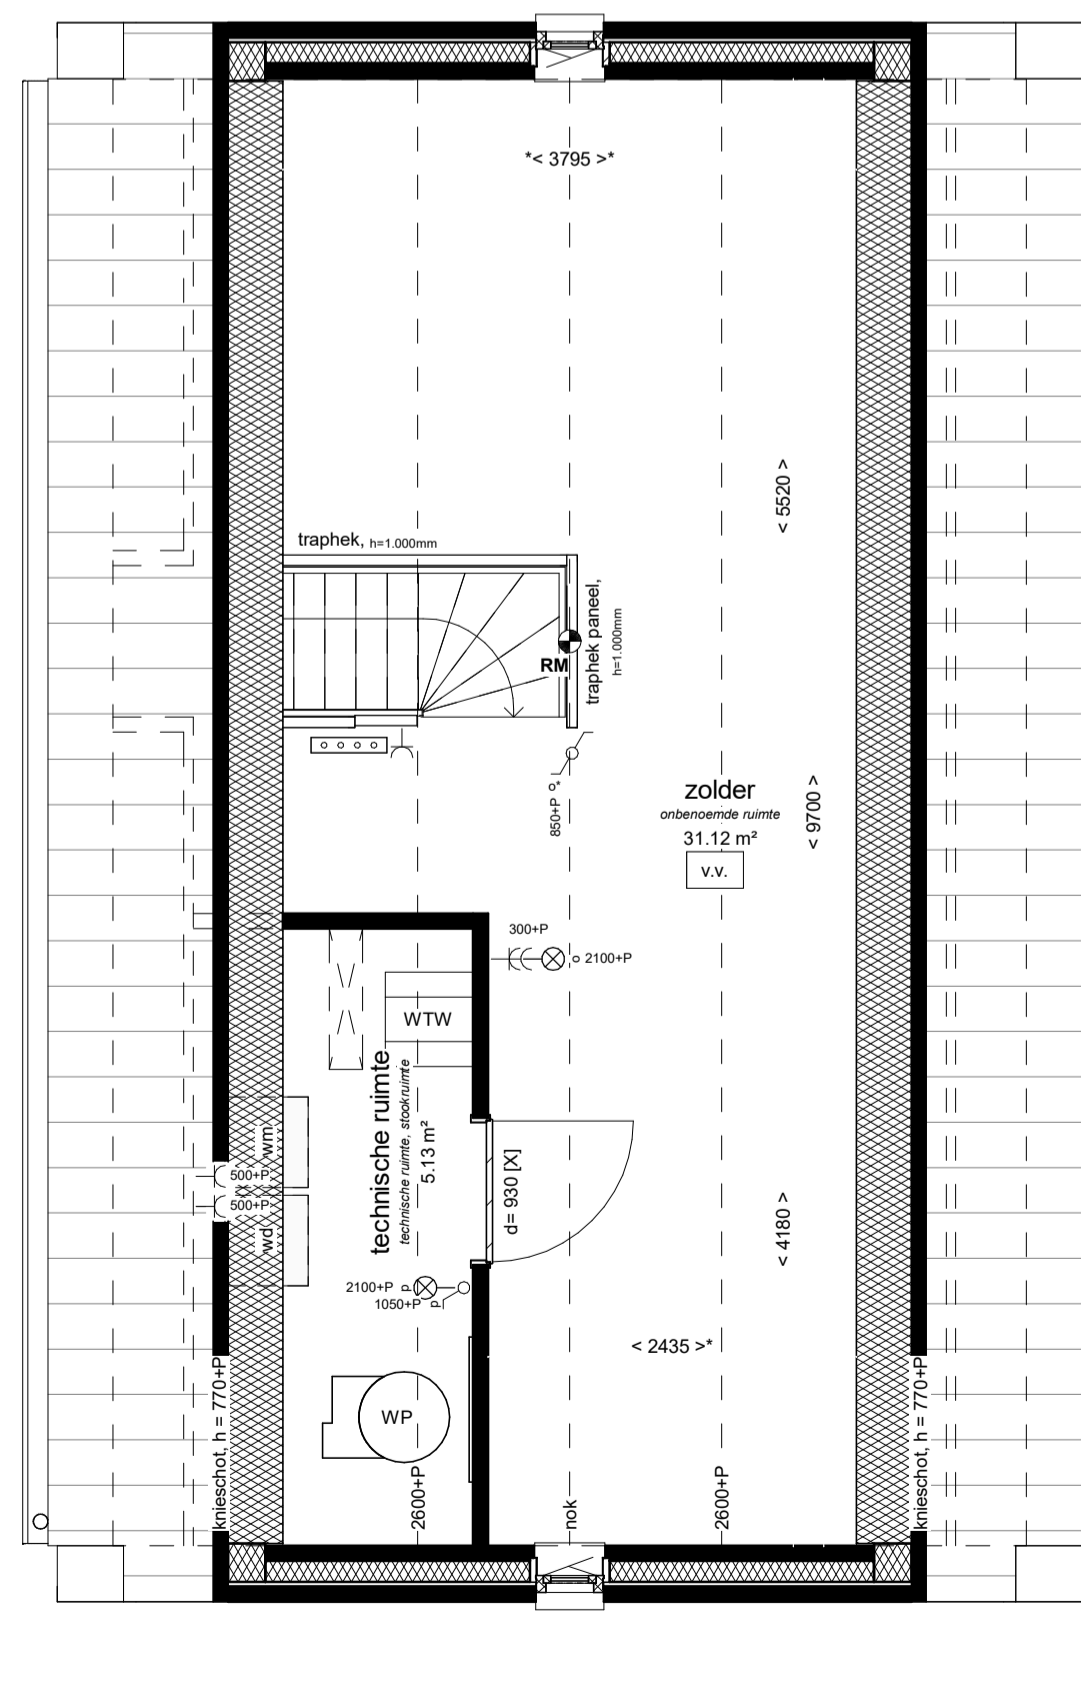 *< 3795 >*
< 5520 >
traphek, h=1.000mm
traphek paneel,
h=1.000mm
RM
850+P
zolder
onbenoemde ruimte
31.12 m²
v.v.
< 9700 >
300+P
2100+P
WTW
technische ruimte
technische ruimte, stookruimte
5.13 m²
wm
500+P
500+P
wd
d= 930 [X]
< 4180 >
2100+P
1050+P
< 2435 >*
WP
knieschot, h = 770+P
2600+P
nok
2600+P
knieschot, h = 770+P